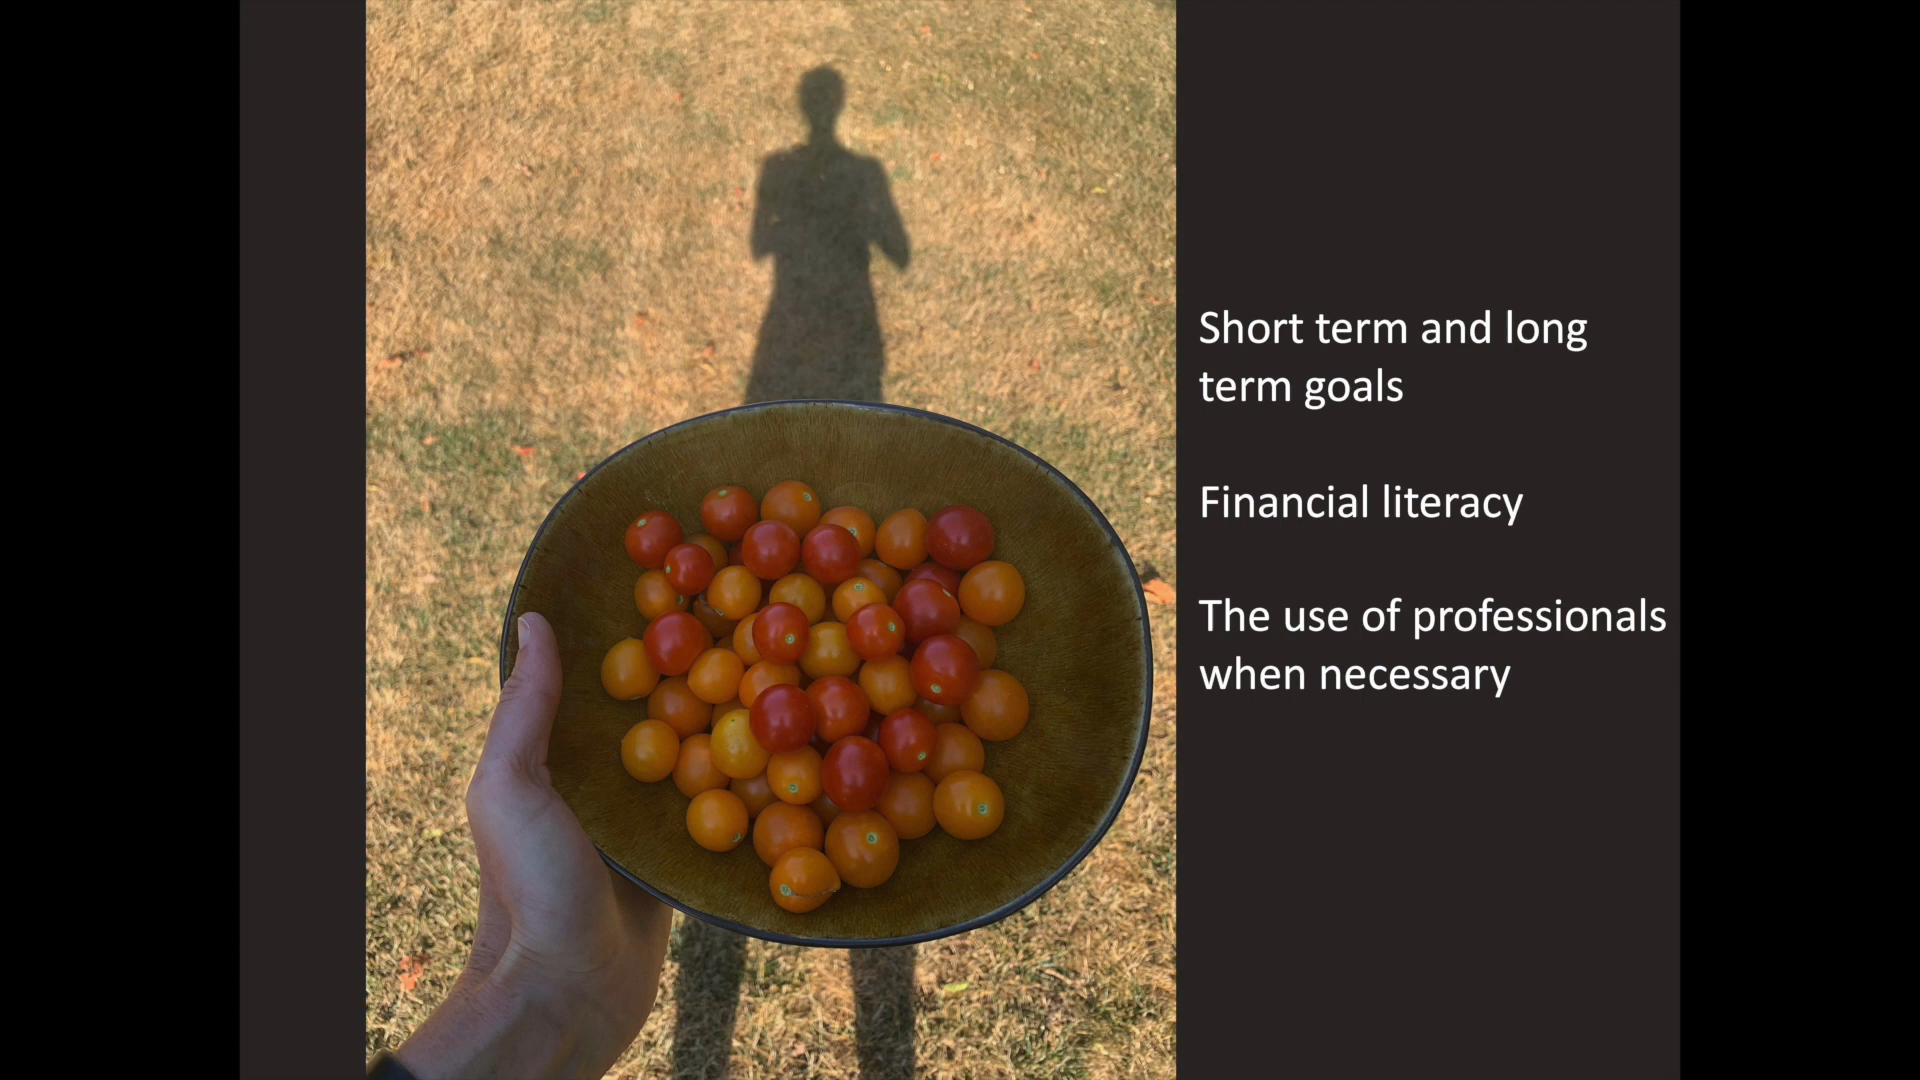 Short term and long
term goals
Financial literacy
The use of professionals
when necessary